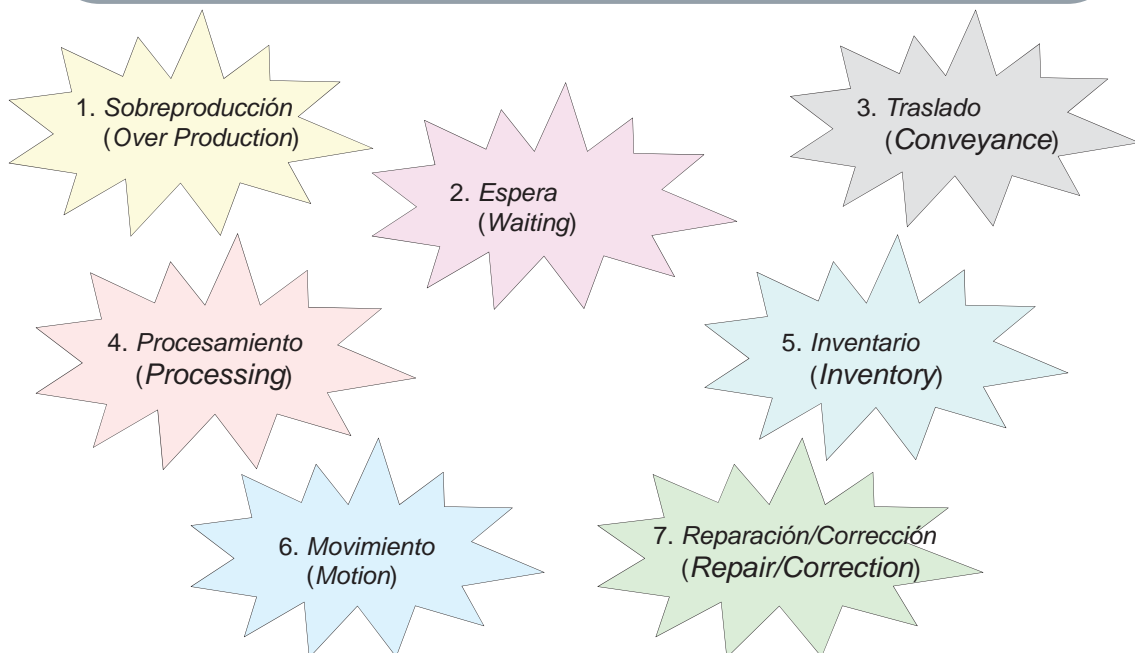 1. Sobreproducción
(Over Production)
2. Espera
(Waiting)
3. Traslado
(Conveyance)
4. Procesamiento
(Processing)
5. Inventario
(Inventory)
6. Movimiento
(Motion)
7. Reparación/Corrección
(Repair/Correction)